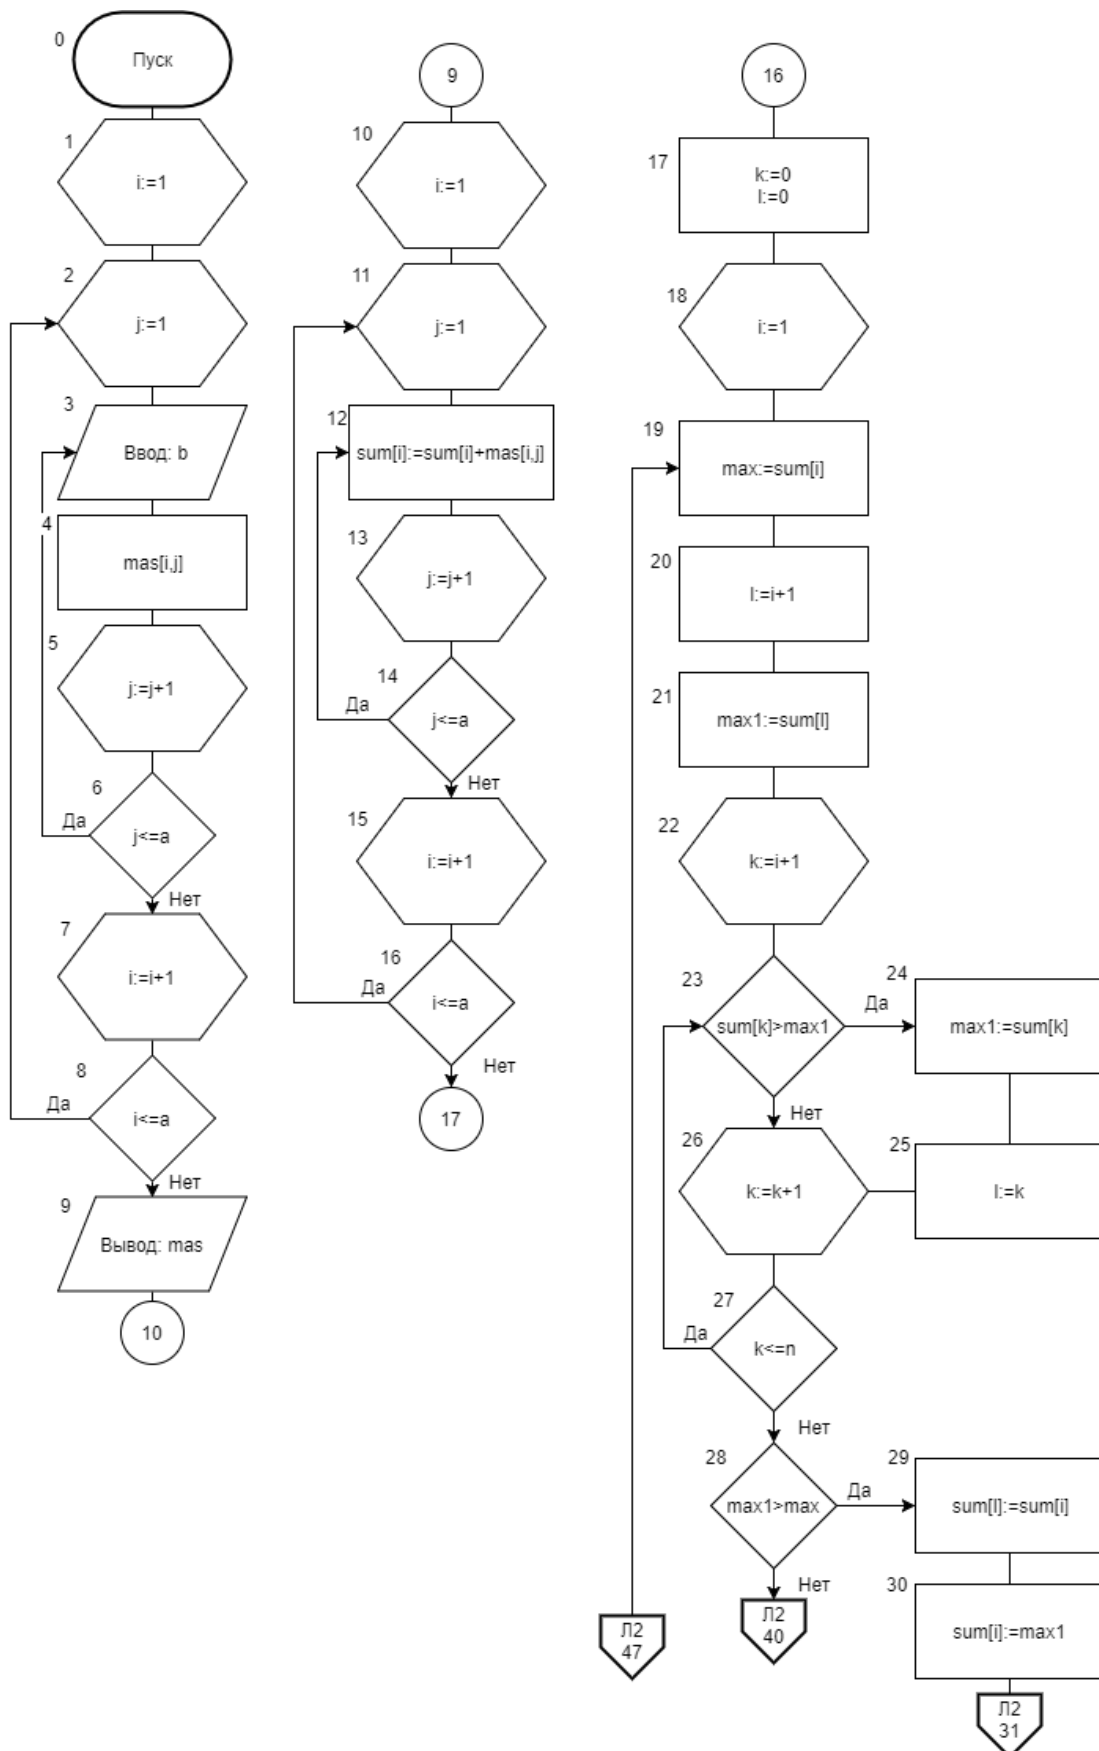 0
Пуск
1
i:=1
2
j:=1
3
Ввод: b
4
mas[i,j]
5
j:=j+1
6
j<=a
Да
Нет
7
i:=i+1
8
i<=a
Да
Нет
9
Вывод: mas
10
9
10
i:=1
11
j:=1
12
sum[i]:=sum[i]+mas[i,j]
13
j:=j+1
14
j<=a
Да
Нет
15
i:=i+1
16
i<=a
Да
Нет
17
16
17
k:=0
l:=0
18
i:=1
19
max:=sum[i]
20
l:=i+1
21
max1:=sum[l]
22
k:=i+1
23
sum[k]>max1
Да
Нет
24
max1:=sum[k]
25
l:=k
26
k:=k+1
27
k<=n
Да
Нет
28
max1>max
Да
Нет
29
sum[l]:=sum[i]
30
sum[i]:=max1
Л2
47
Л2
40
Л2
31